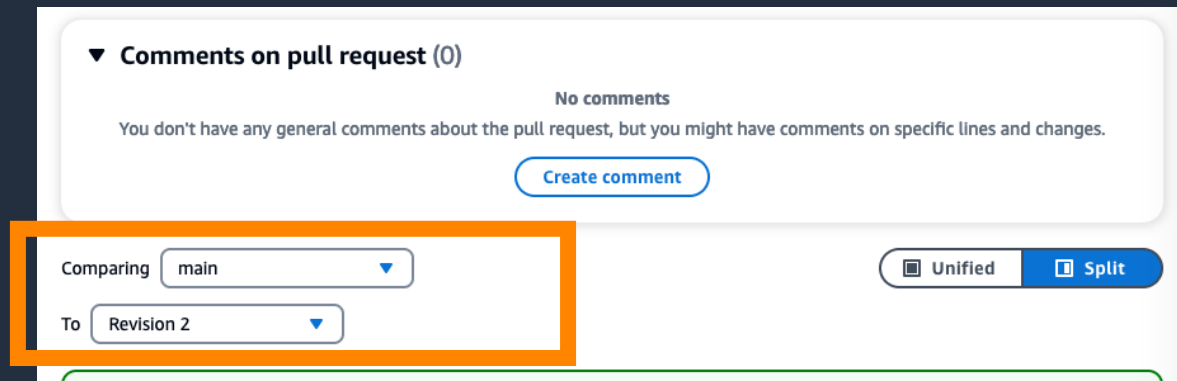 Comments on pull request (0)
No comments
You don't have any general comments about the pull request, but you might have comments on specific lines and changes.
Create comment
Comparing main
Unified Split
To Revision 2